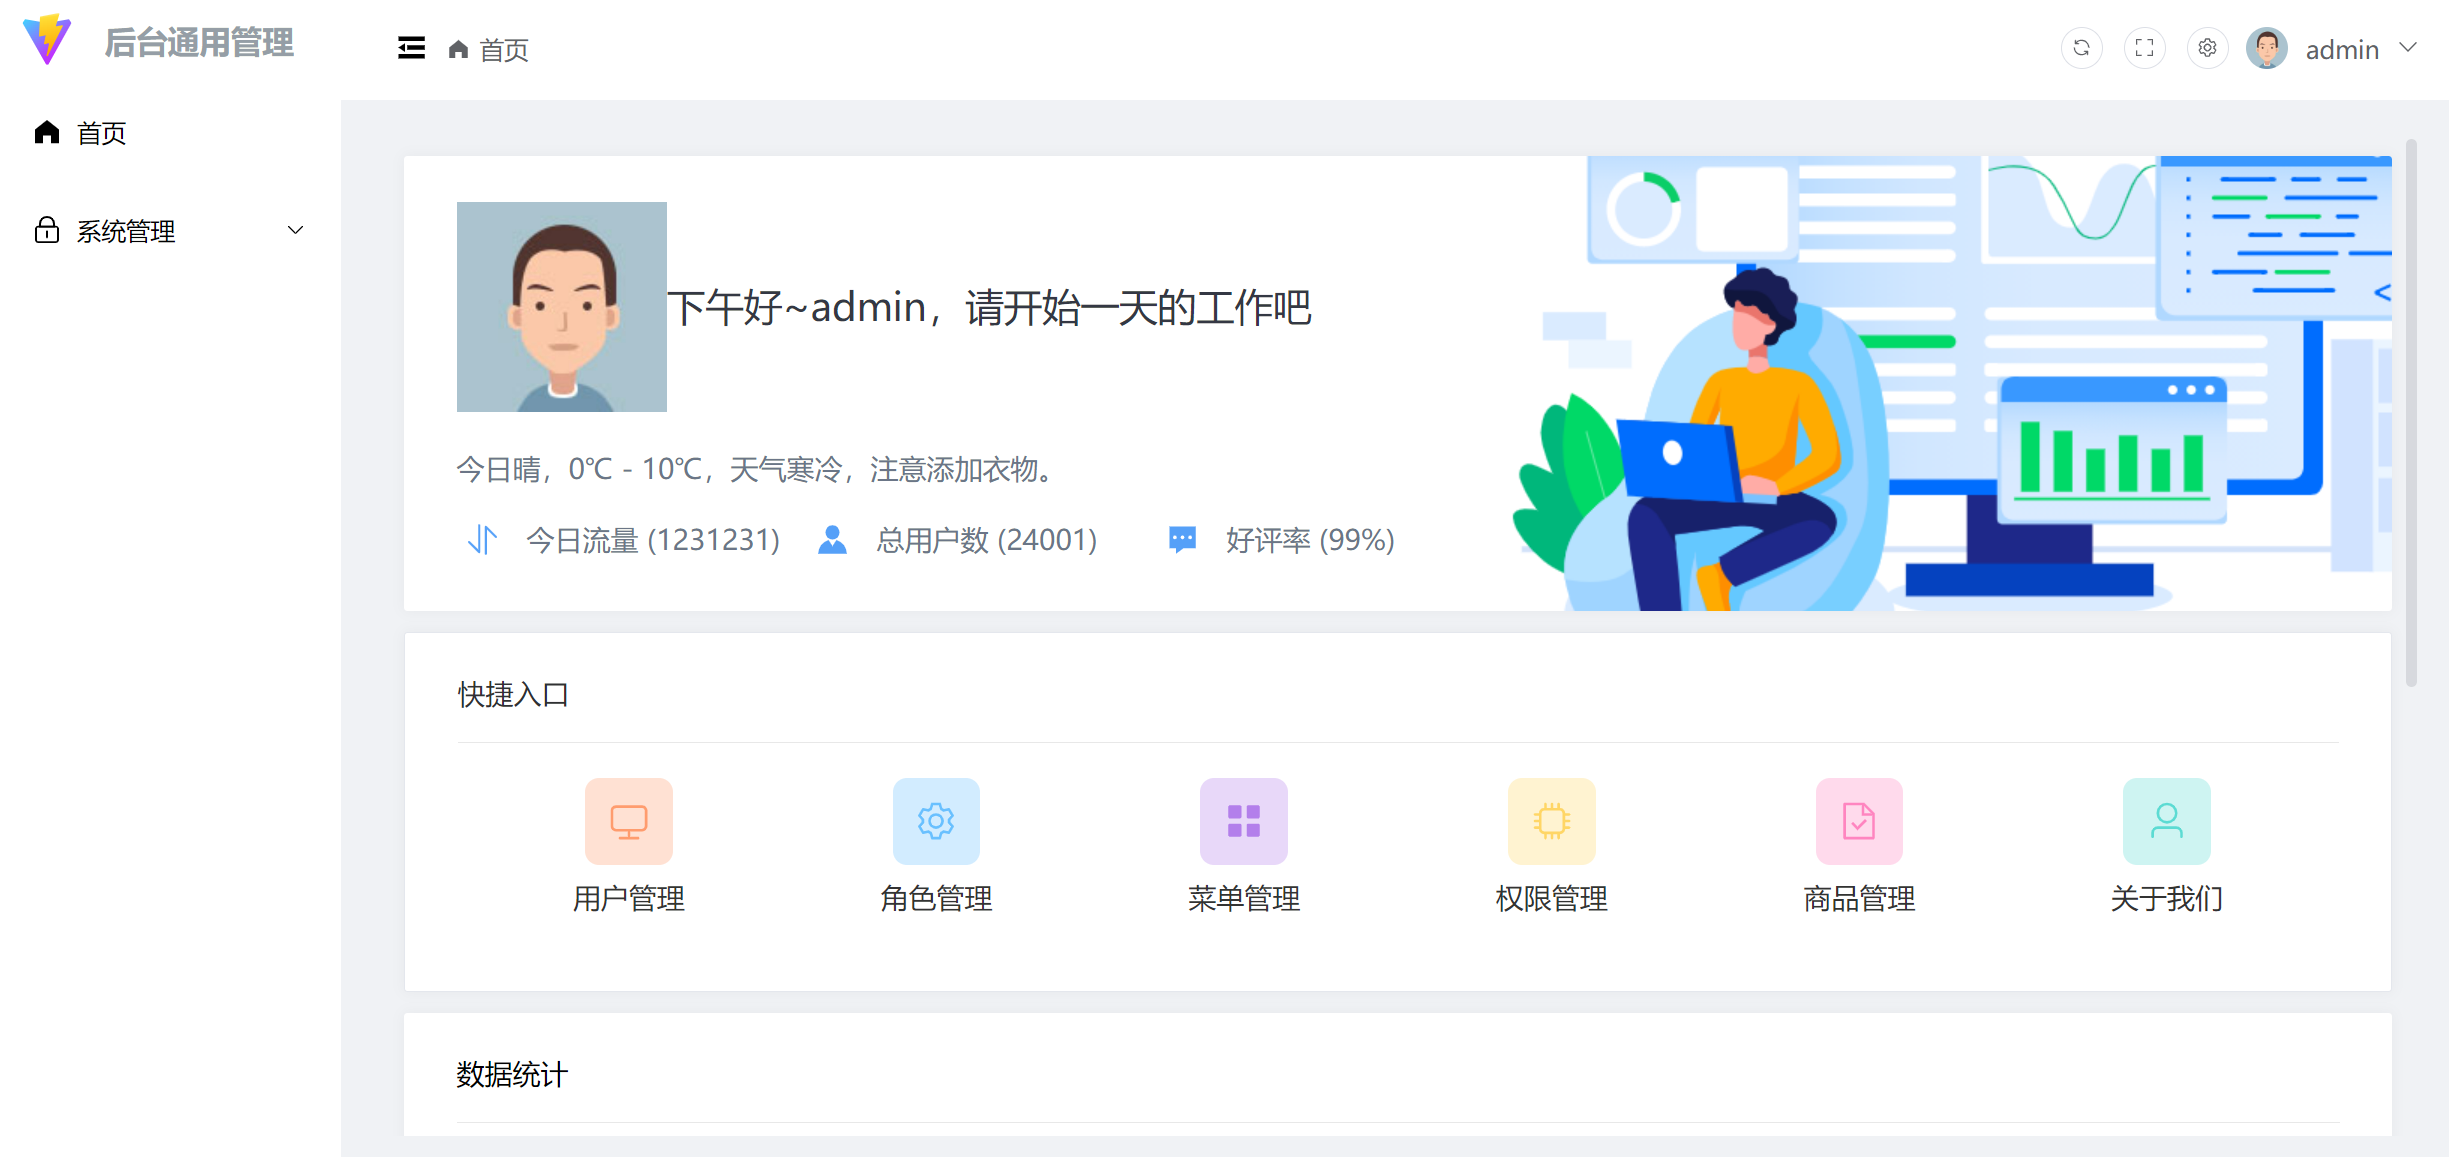 后台通用管理
首页
admin
首页
系统管理
下午好~admin，请开始一天的工作吧
今日晴，0℃ - 10℃，天气寒冷，注意添加衣物。
今日流量 (1231231)
总用户数 (24001)
好评率 (99%)
快捷入口
用户管理
角色管理
菜单管理
权限管理
商品管理
关于我们
数据统计